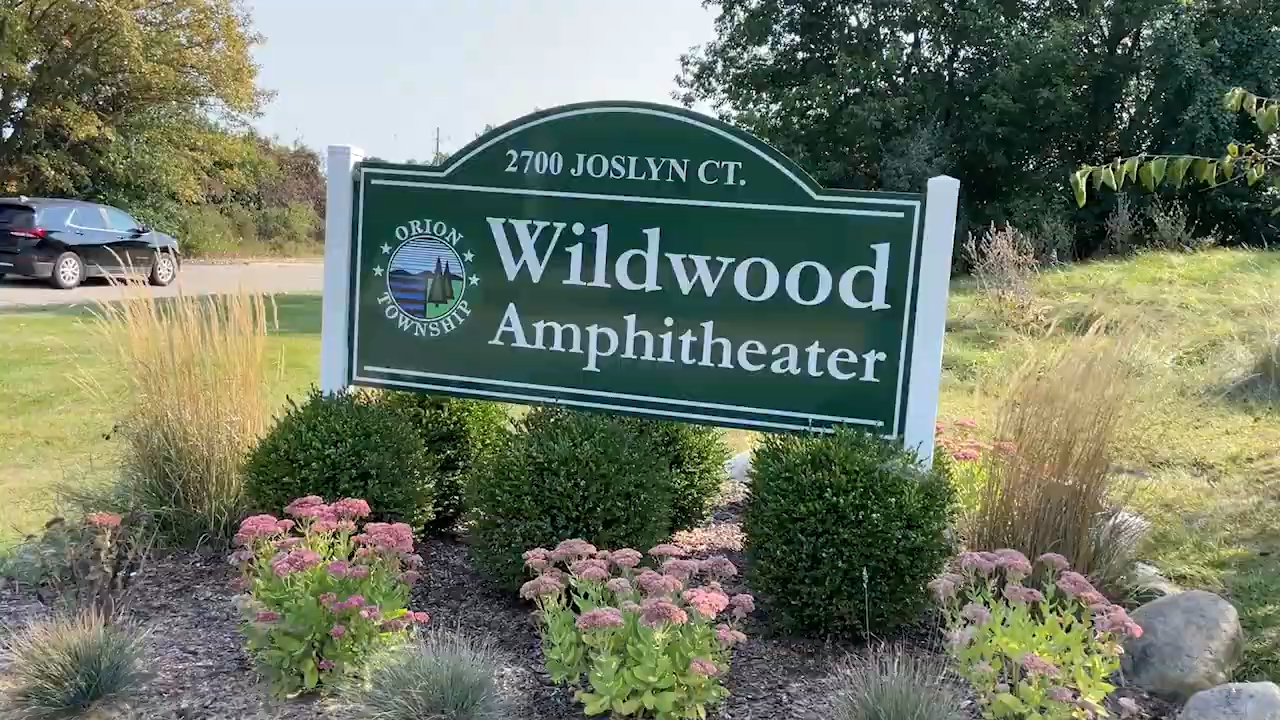 2700 JOSLYN CT.
ORION
TOWNSHIP
Wildwood
Amphitheater